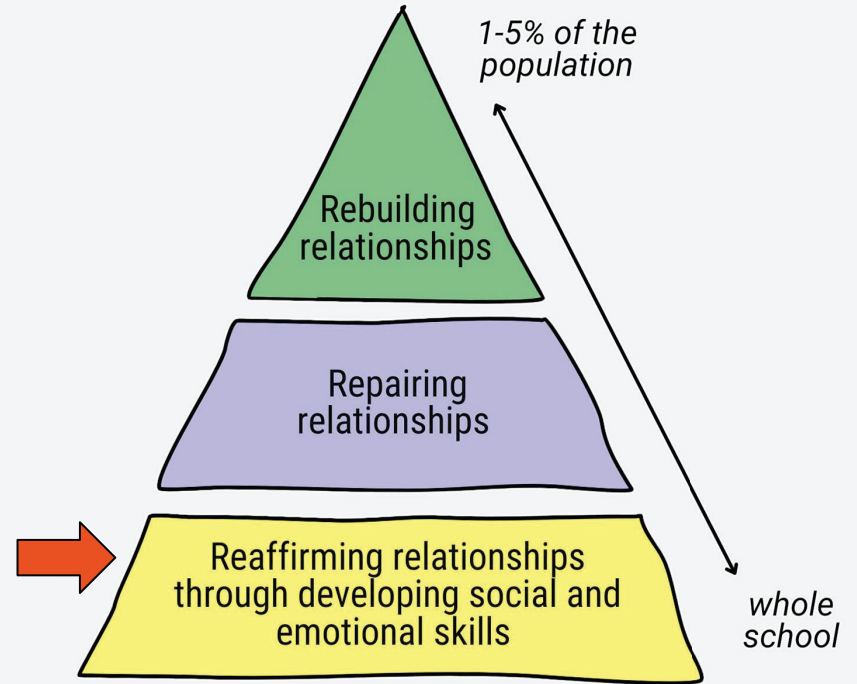 1-5% of the
population
Rebuilding
relationships
Repairing
relationships
Reaffirming relationships
through developing social and
emotional skills
whole
school